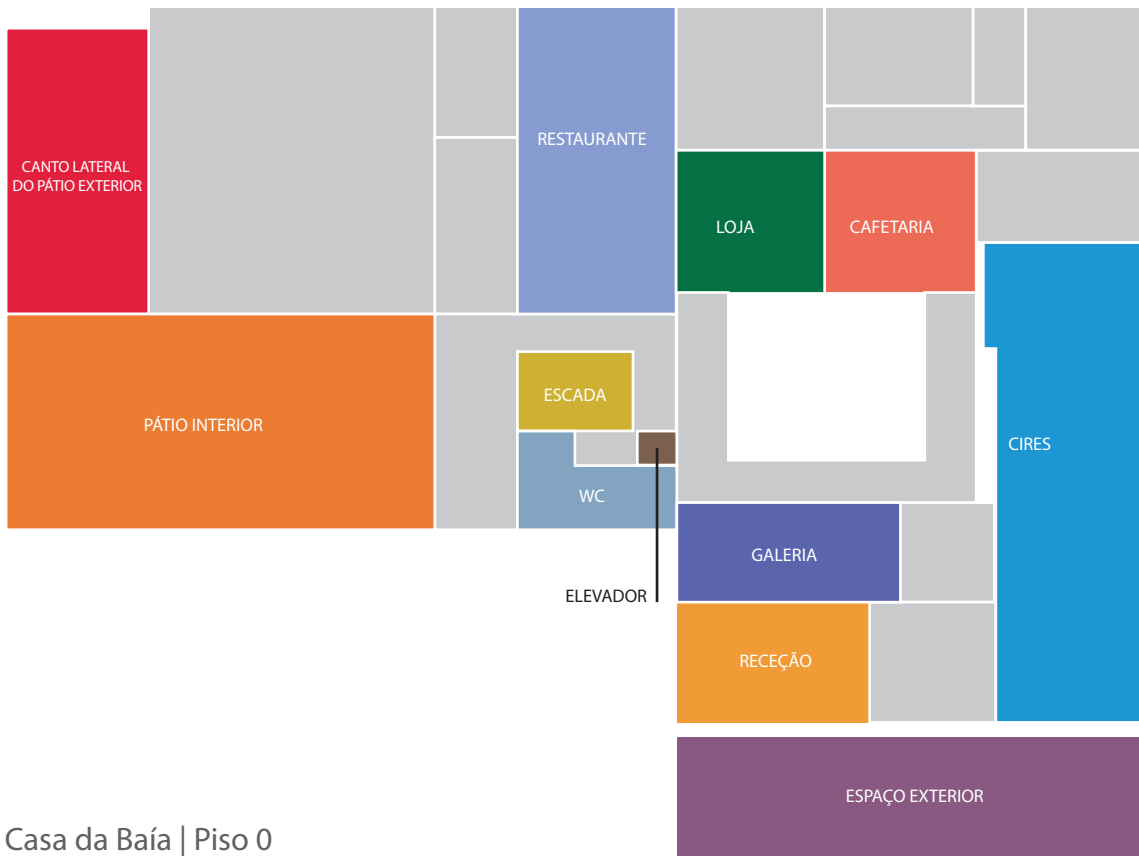 RESTAURANTE
CANTO LATERAL
DO PÁTIO EXTERIOR
LOJA
CAFETARIA
ESCADA
PÁTIO INTERIOR
CIRES
WC
GALERIA
ELEVADOR
RECEÇÃO
ESPAÇO EXTERIOR
Casa da Baía | Piso 0